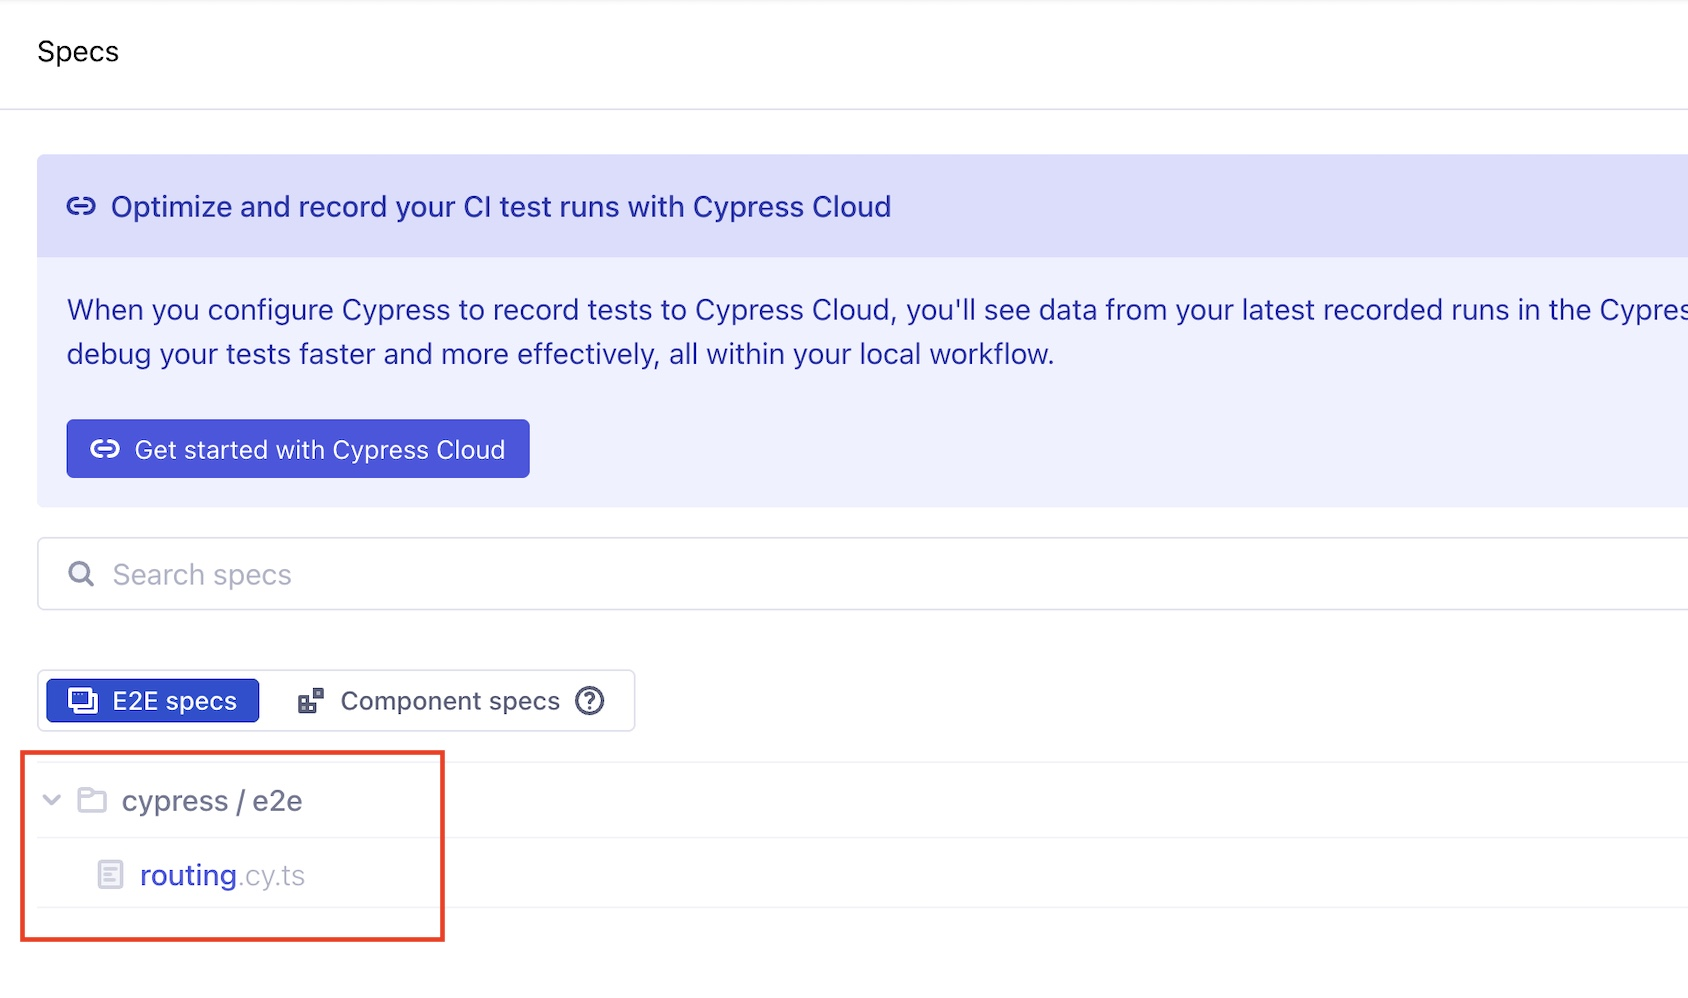 Specs
Optimize and record your CI test runs with Cypress Cloud
When you configure Cypress to record tests to Cypress Cloud, you'll see data from your latest recorded runs in the
debug your tests faster and more effectively, all within your local workflow.
Get started with Cypress Cloud
Search specs
E2E specs
Component specs
cypress / e2e
routing.cy.ts